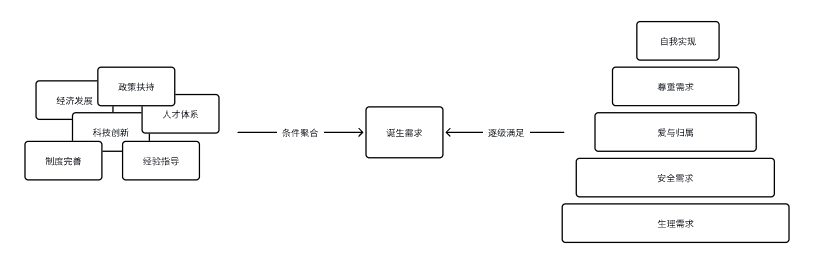 政策扶持
经济发展
人才体系
科技创新
制度完善
经验指导
条件聚合
诞生需求
逐级满足
自我实现
尊重需求
爱与归属
安全需求
生理需求